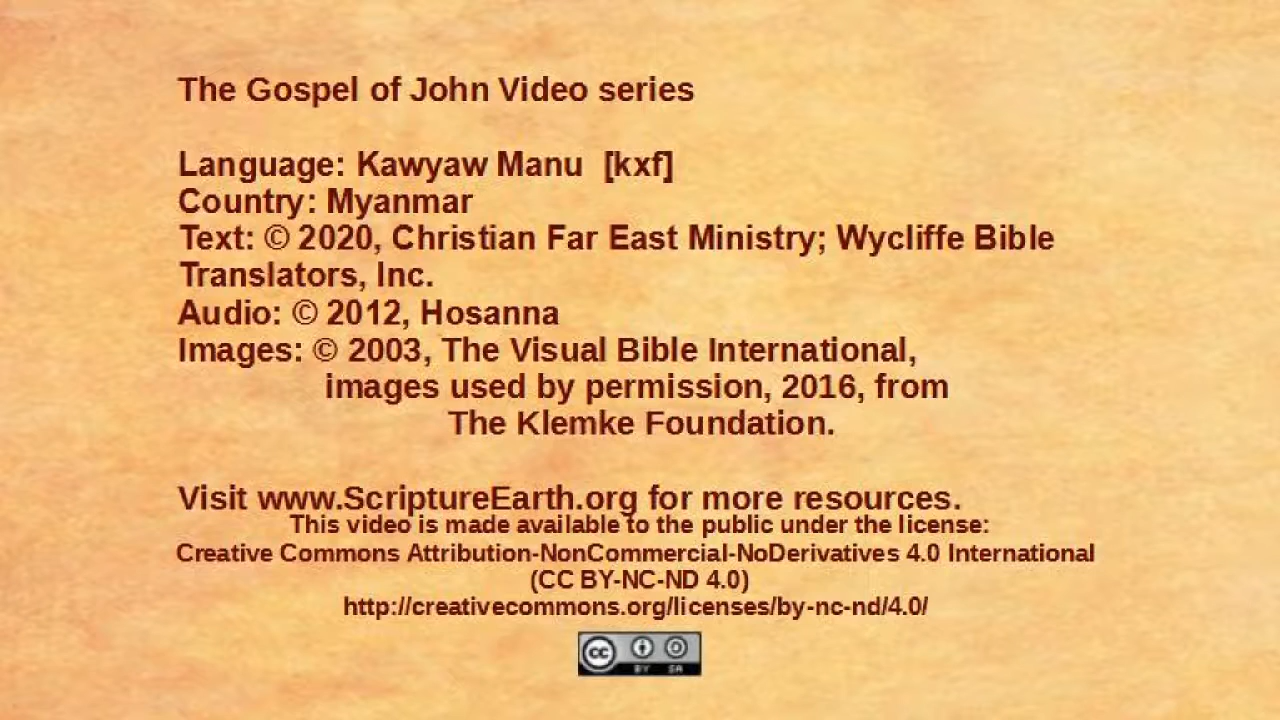 The Gospel of John Video series
Language: Kawyaw Manu [kxf]
Country: Myanmar
Text: © 2020, Christian Far East Ministry; Wycliffe Bible
Translators, Inc.
Audio: © 2012, Hosanna
Images: © 2003, The Visual Bible International,
images used by permission, 2016, from
The Klemke Foundation.
Visit www.ScriptureEarth.org for more resources.
This video is made available to the public under the license:
Creative Commons Attribution-NonCommercial-NoDerivatives 4.0 International
(CC BY-NC-ND 4.0)
http://creativecommons.org/licenses/by-nc-nd/4.0/
cc BY SA